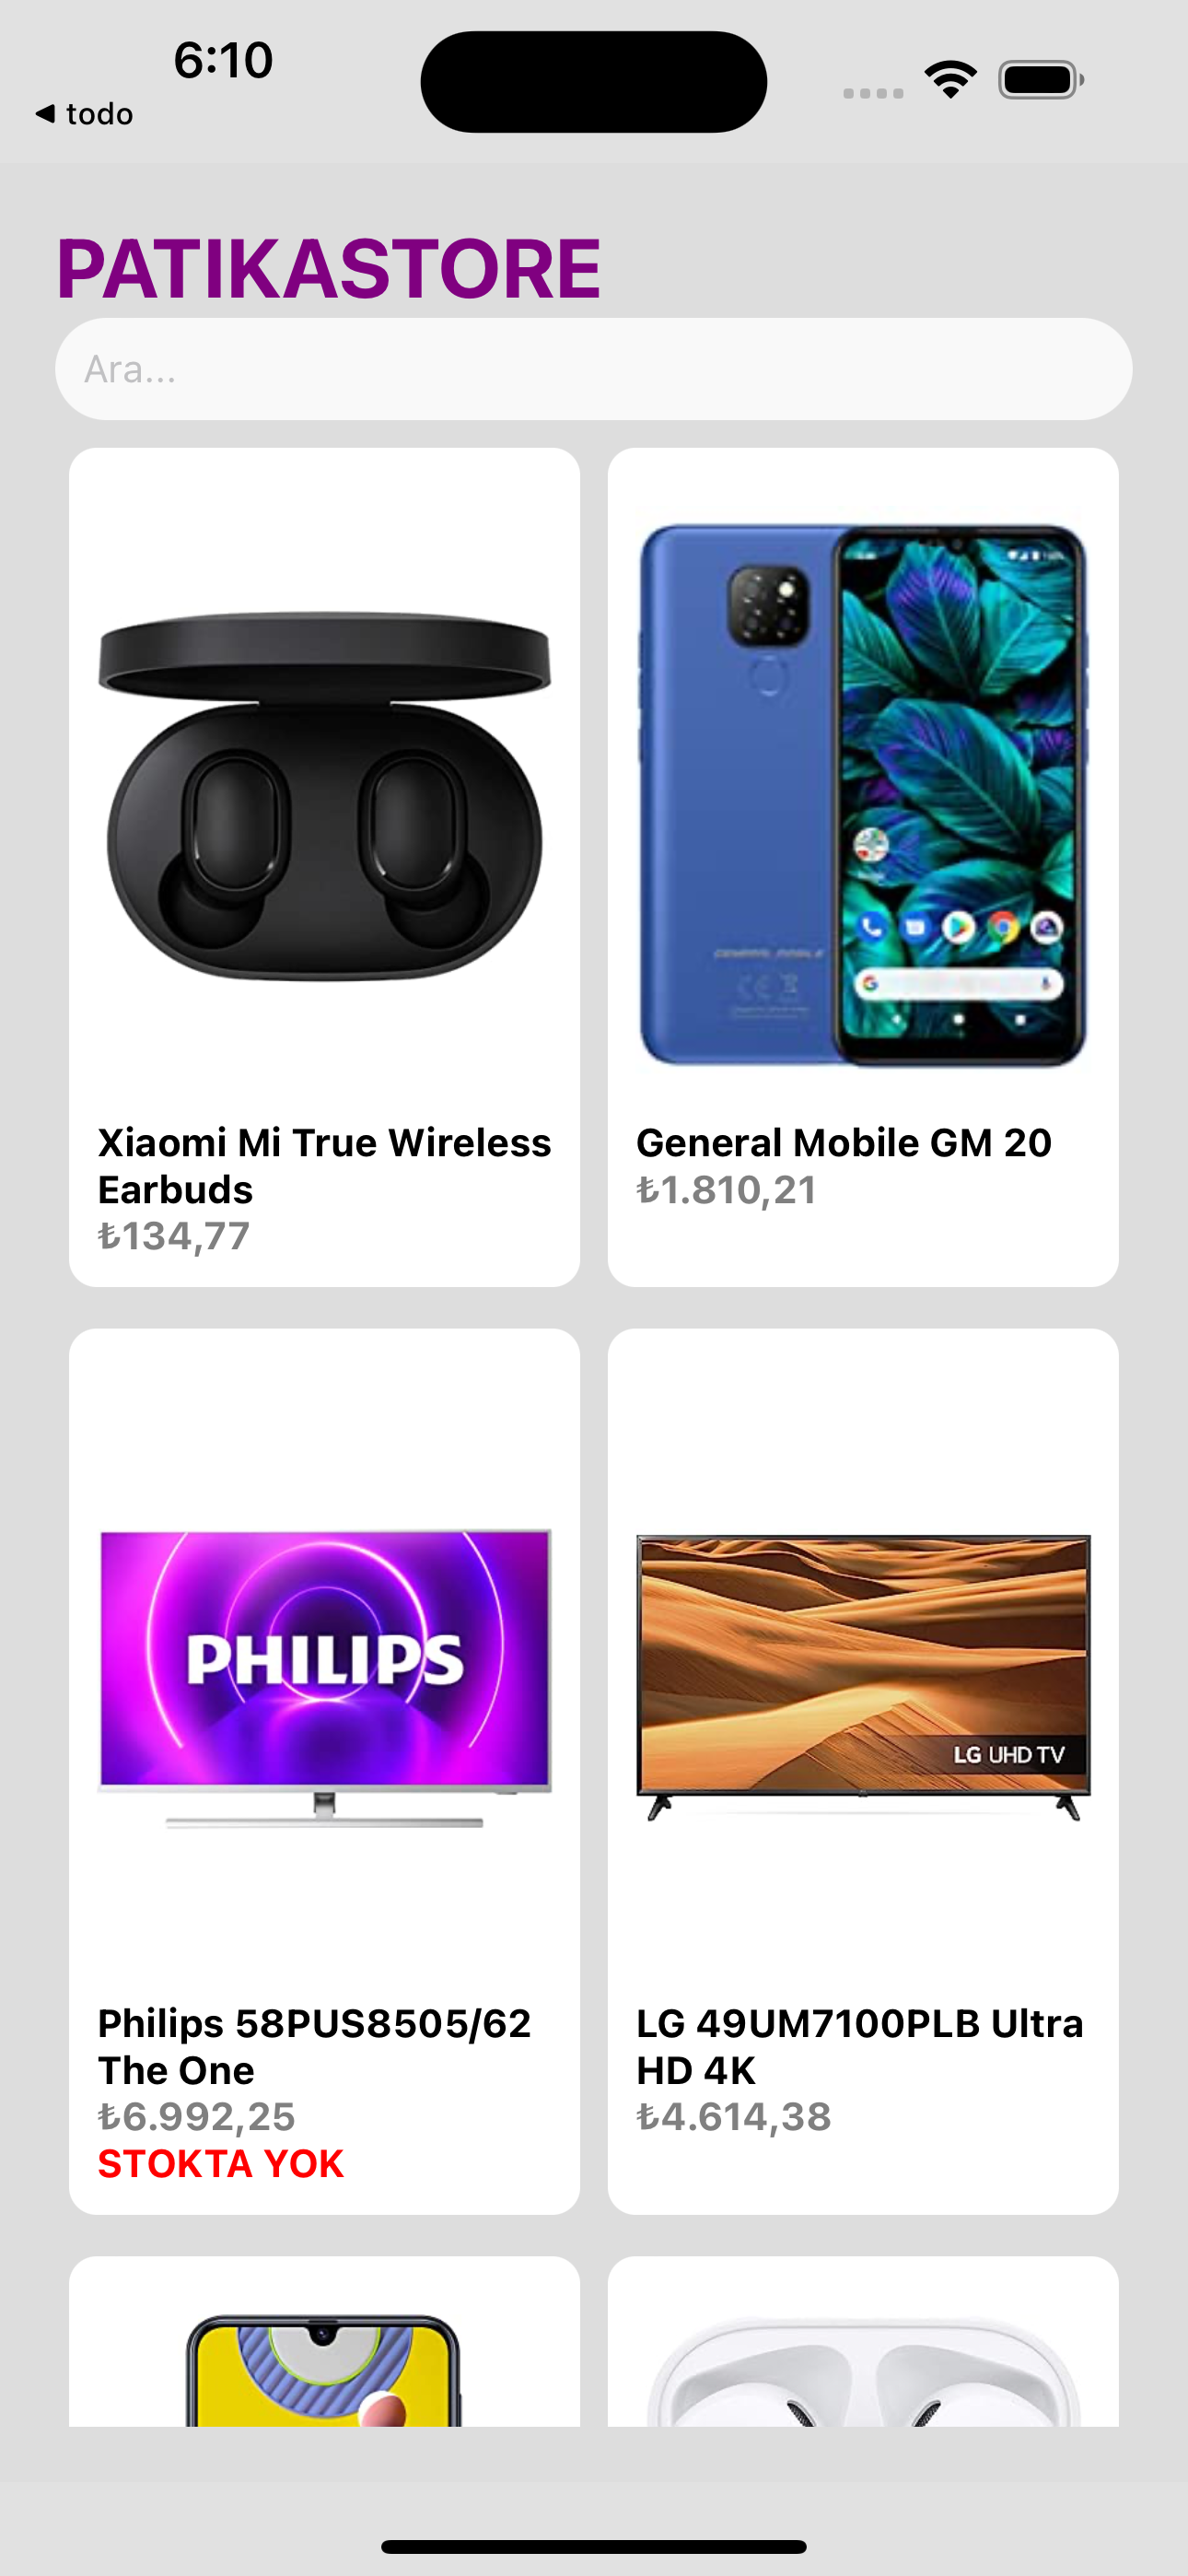 6:10
◀ todo
PATIKASTORE
Ara...
Xiaomi Mi True Wireless
Earbuds
₺134,77
GENERAL MOBILE
General Mobile GM 20
₺1.810,21
PHILIPS
Philips 58PUS8505/62
The One
₺6.992,25
STOKTA YOK
LG UHD TV
LG 49UM7100PLB Ultra
HD 4K
₺4.614,38